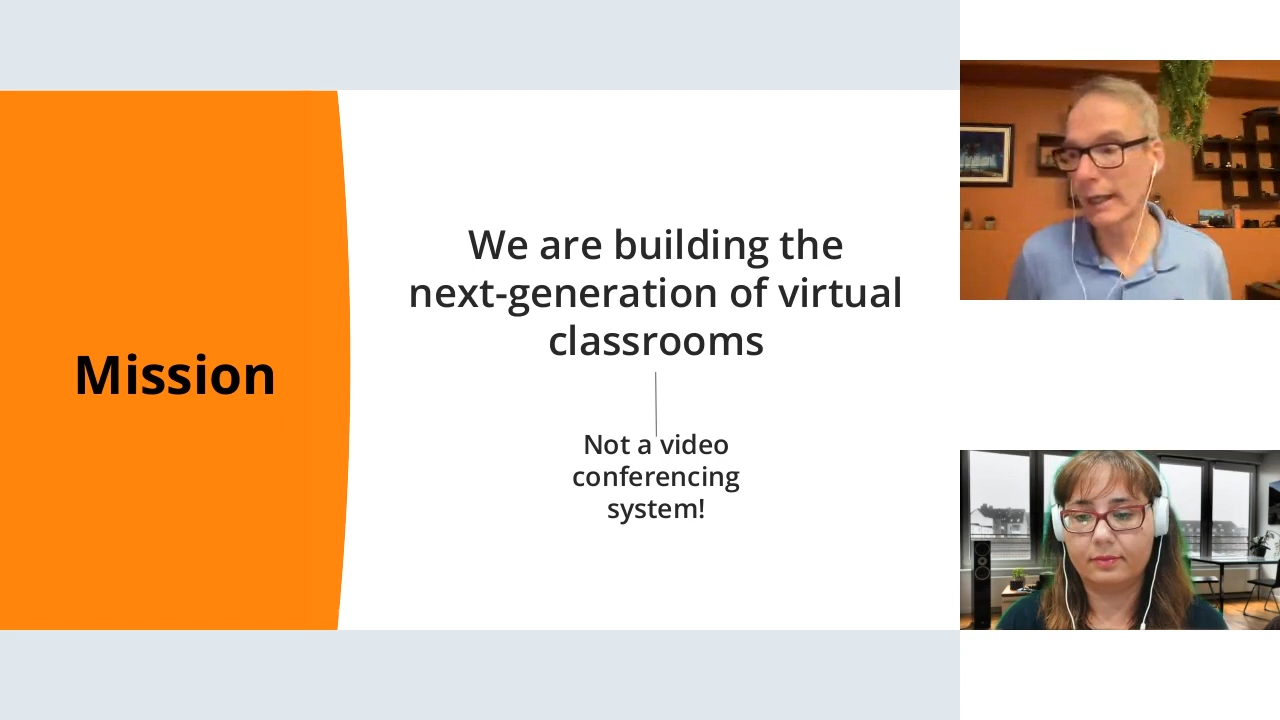 Mission
We are building the
next-generation of virtual
classrooms
Not a video
conferencing
system!